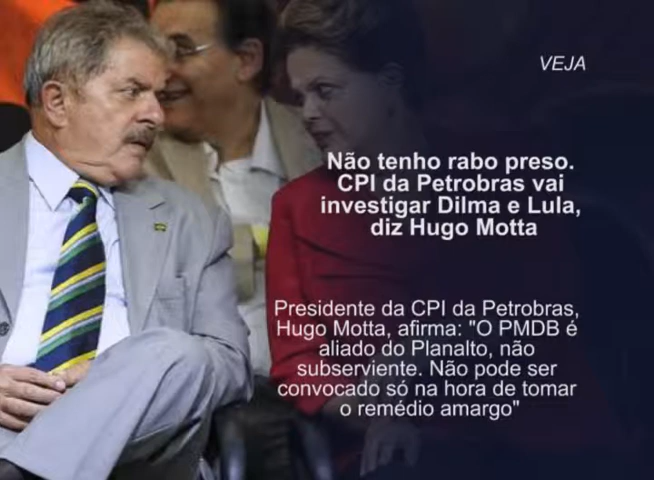 VEJA
Não tenho rabo preso.
CPI da Petrobras vai
investigar Dilma e Lula,
diz Hugo Motta
Presidente da CPI da Petrobras,
Hugo Motta, afirma: "O PMDB é
aliado do Planalto, não
subserviente. Não pode ser
convocado só na hora de tomar
o remédio amargo"